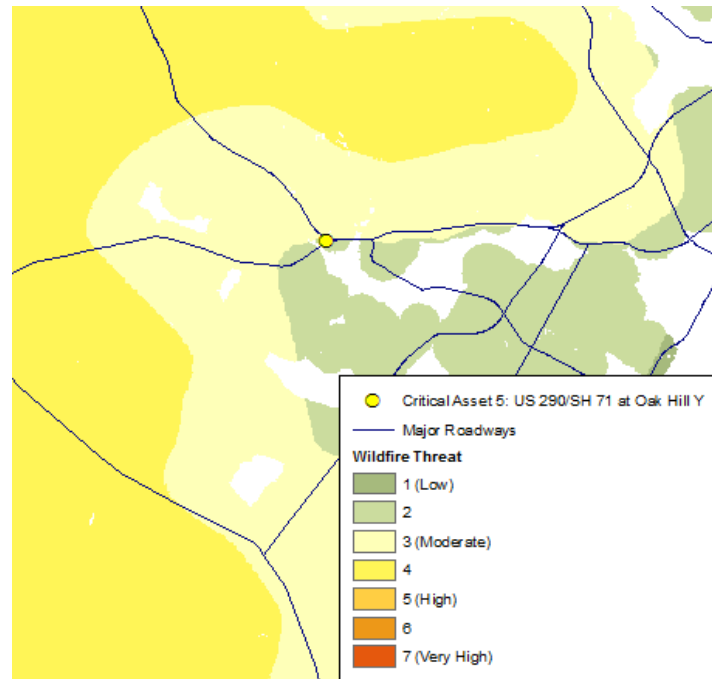 Critical Asset 5: US 290/SH 71 at Oak Hill Y
Major Roadways
Wildfire Threat
1 (Low)
2
3 (Moderate)
4
5 (High)
6
7 (Very High)